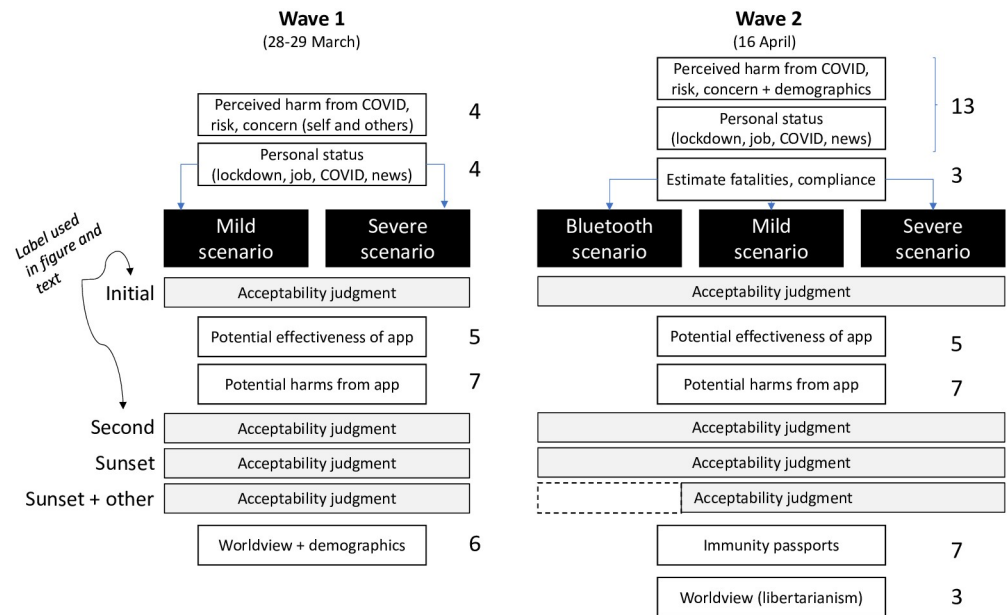 Wave 1
(28-29 March)
Perceived harm from COVID,
risk, concern (self and others)
4
Personal status
(lockdown, job, COVID, news)
4
Mild
scenario
Severe
scenario
Label used
in figure and
text
Initial
Acceptability judgment
Potential effectiveness of app
5
Potential harms from app
7
Second
Acceptability judgment
Sunset
Acceptability judgment
Sunset + other
Acceptability judgment
Worldview + demographics
6
Wave 2
(16 April)
Perceived harm from COVID,
risk, concern + demographics
Personal status
(lockdown, job, COVID, news)
13
Estimate fatalities, compliance
3
Bluetooth
scenario
Mild
scenario
Severe
scenario
Acceptability judgment
Potential effectiveness of app
5
Potential harms from app
7
Acceptability judgment
Acceptability judgment
Acceptability judgment
Immunity passports
7
Worldview (libertarianism)
3